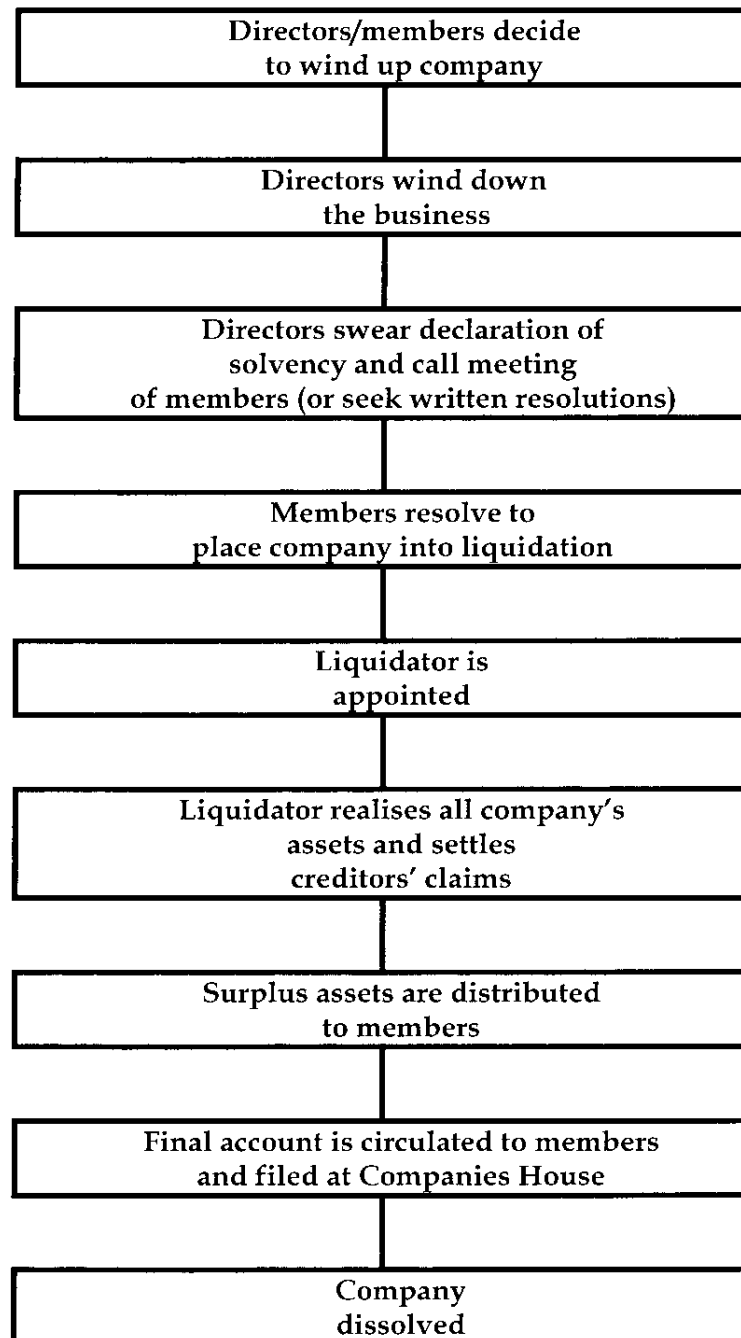 Directors/members decide
to wind up company
Directors wind down
the business
Directors swear declaration of
solvency and call meeting
of members (or seek written resolutions)
Members resolve to
place company into liquidation
Liquidator is
appointed
Liquidator realises all company's
assets and settles
creditors' claims
Surplus assets are distributed
to members
Final account is circulated to members
and filed at Companies House
Company
dissolved